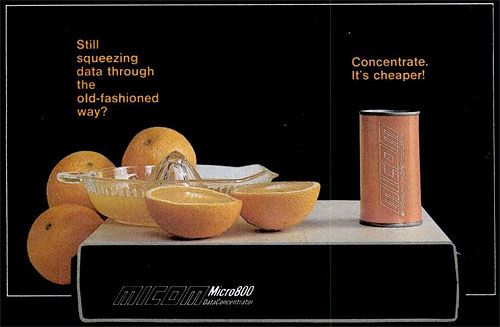 Still
squeezing
data through
the
old-fashioned
way?
Concentrate.
It's cheaper!
MICOM
MICOM Micro800
DataConcentrator